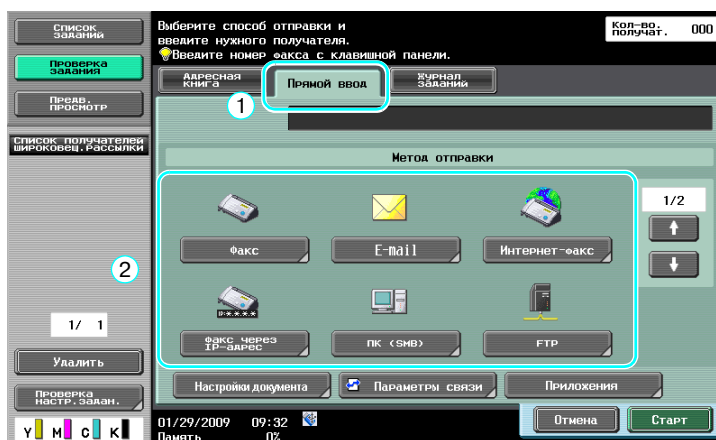 Список
заданий
Проверка
задания
Предв.
просмотр
Список получателей
широковещ.рассылки
1/ 1
Удалить
Проверка
настр.задан.
Y M C K
Выберите способ отправки и
введите нужного получателя.
Введите номер факса с клавишной панели.
Кол-во.
получат. 000
Адресная
книга
Прямой ввод
Журнал
заданий
1
Метод отправки
2
Факс
E-mail
Интернет-факс
1/2
Факс через
IP-адрес
ПК (SMB)
FTP
Настройки документа
Параметры связи
Приложения
01/29/2009 09:32
Память 0%
Отмена
Старт